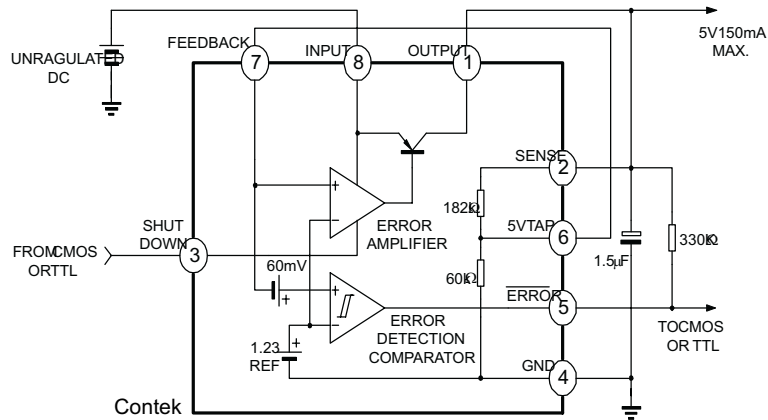 FEEDBACK
INPUT
OUTPUT
7
8
1
5V150mA
MAX.
UNRAGULATED
DC
SENSE
2
182kΩ
5VTAP
6
ERROR
AMPLIFIER
SHUT
DOWN
3
FROMCMOS
ORTTL
60mV
+
−
+
+
−
60kΩ
1.5µF
330KΩ
ERROR
5
ERROR
DETECTION
COMPARATOR
TOCMOS
OR TTL
1.23
REF
+
GND
4
Contek